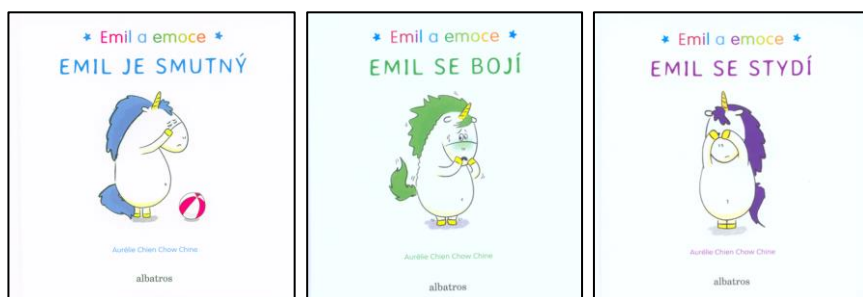 Emil a emoce
EMIL JE SMUTNÝ
Aurélie Chien Chow Chine
albatros
Emil a emoce
EMIL SE BOJÍ
Aurélie Chien Chow Chine
albatros
Emil a emoce
EMIL SE STYDÍ
Aurélie Chien Chow Chine
albatros